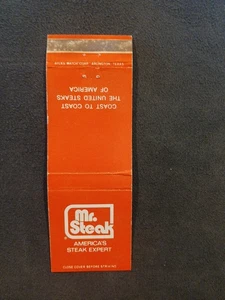 COAST TO COAST
THE UNITED STEAKS
OF AMERICA
Mr.
Steak
AMERICA'S
STEAK EXPERT
CLOSE COVER BEFORE STRIKING